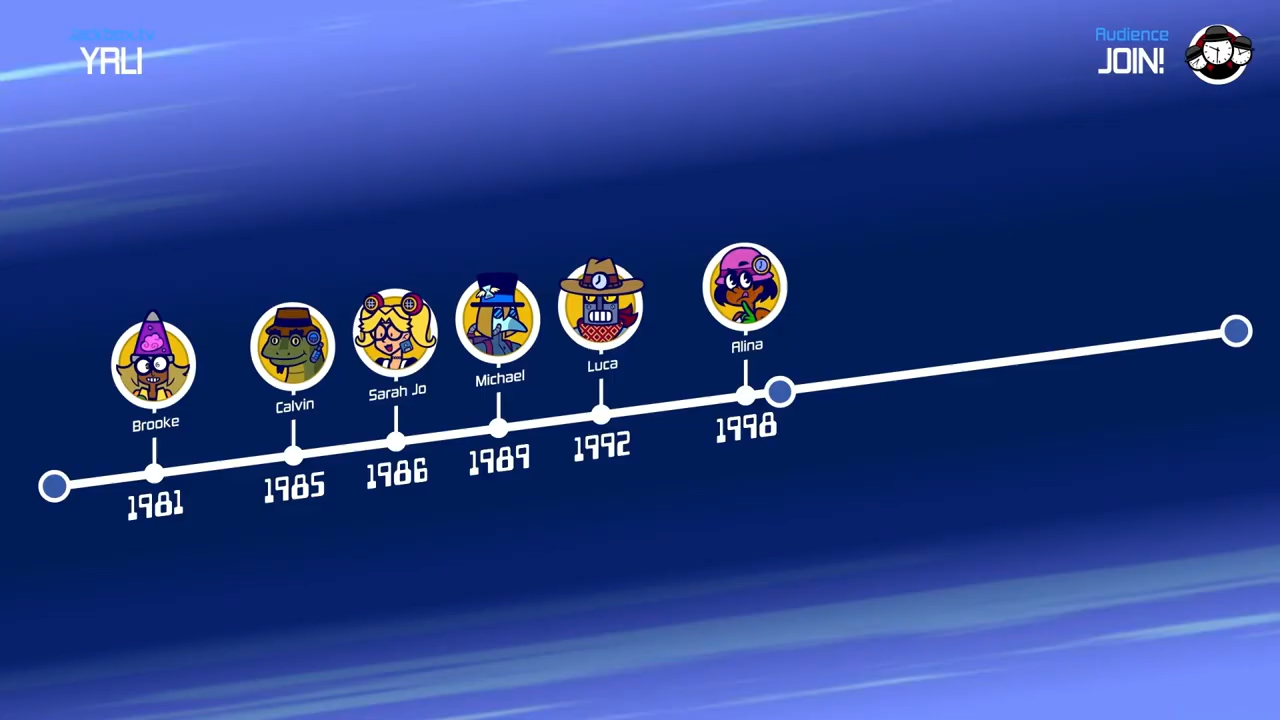 YRLI
Audience
JOIN!
Brooke
Calvin
Sarah Jo
Michael
Luca
Alina
1981
1985
1986
1989
1992
1998